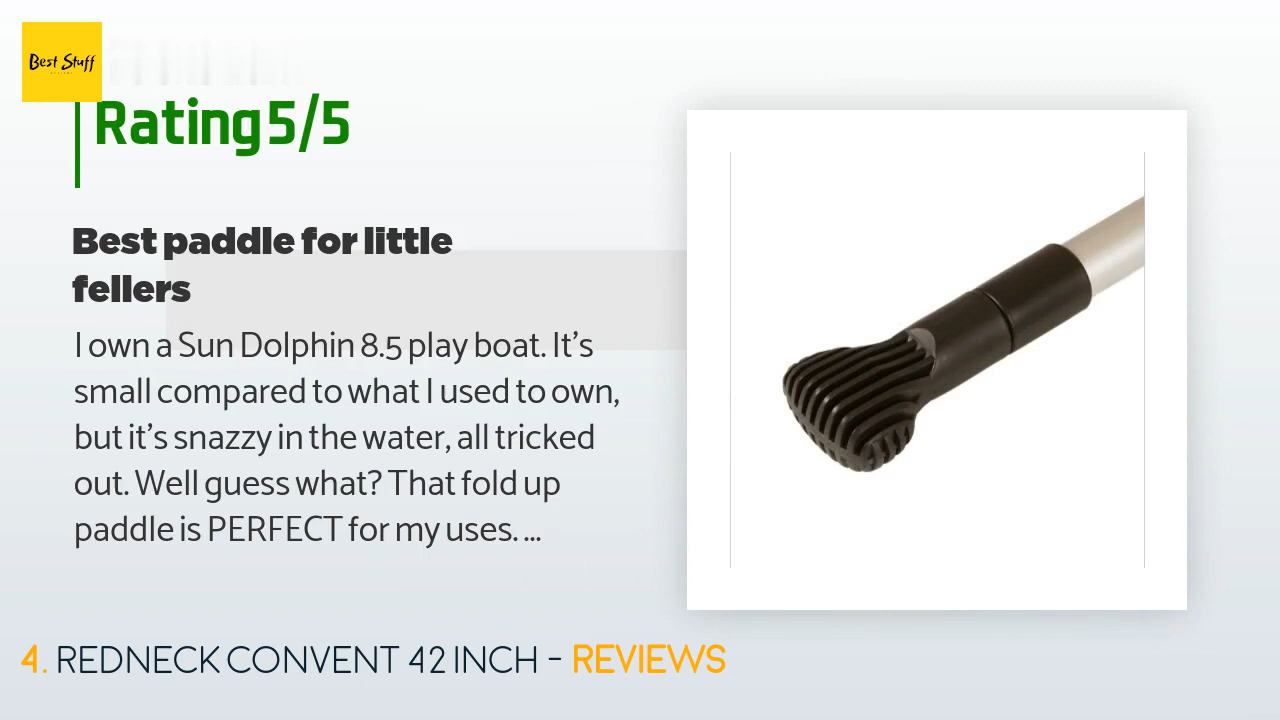 Best Stuff
Rating 5/5
Best paddle for little
fellers
I own a Sun Dolphin 8.5 play boat. It's
small compared to what I used to own,
but it's snazzy in the water, all tricked
out. Well guess what? That fold up
paddle is PERFECT for my uses. ...
4. REDNECK CONVENT 42 INCH - REVIEWS